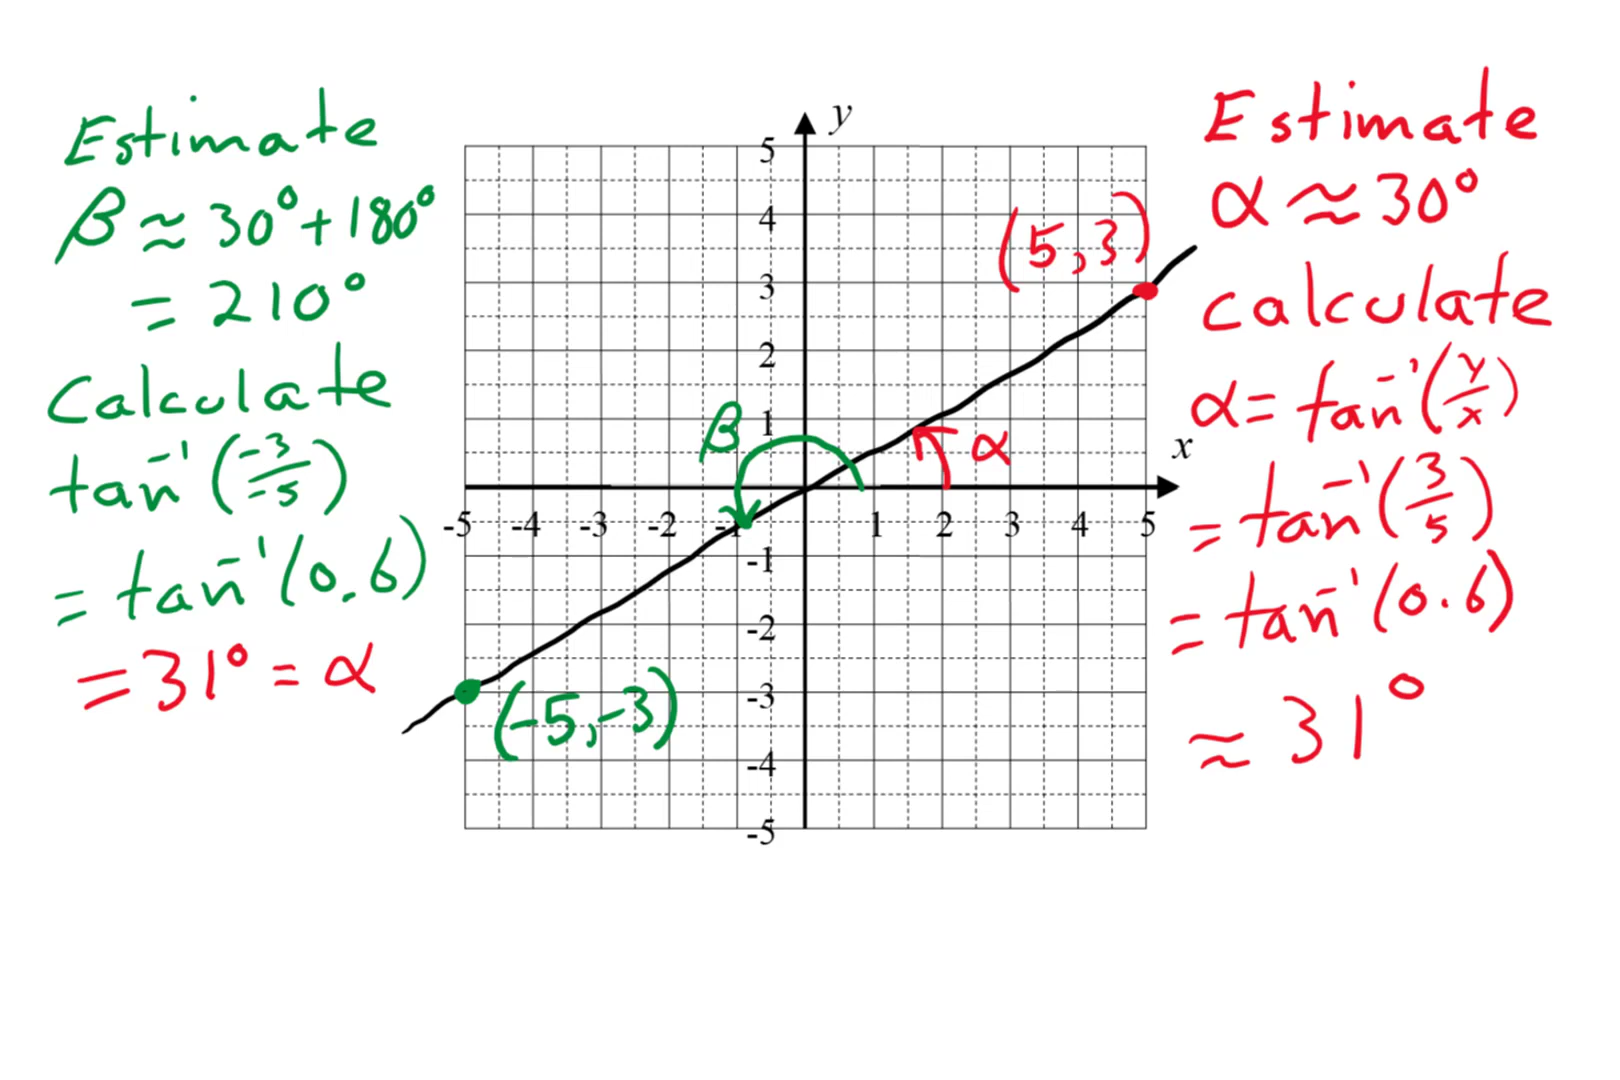 Estimate
β ≈ 30° + 180°
= 210°
Calculate
tan⁻¹(-3/-5)
= tan⁻¹(0.6)
= 31° = α
y
5
4
3
2
1
x
-5 -4 -3 -2 -1 1 2 3 4 5
-1
-2
-3
-4
-5
(5,3)
β
α
(-5,-3)
Estimate
α ≈ 30°
Calculate
α = tan⁻¹(y/x)
= tan⁻¹(3/5)
= tan⁻¹(0.6)
≈ 31°